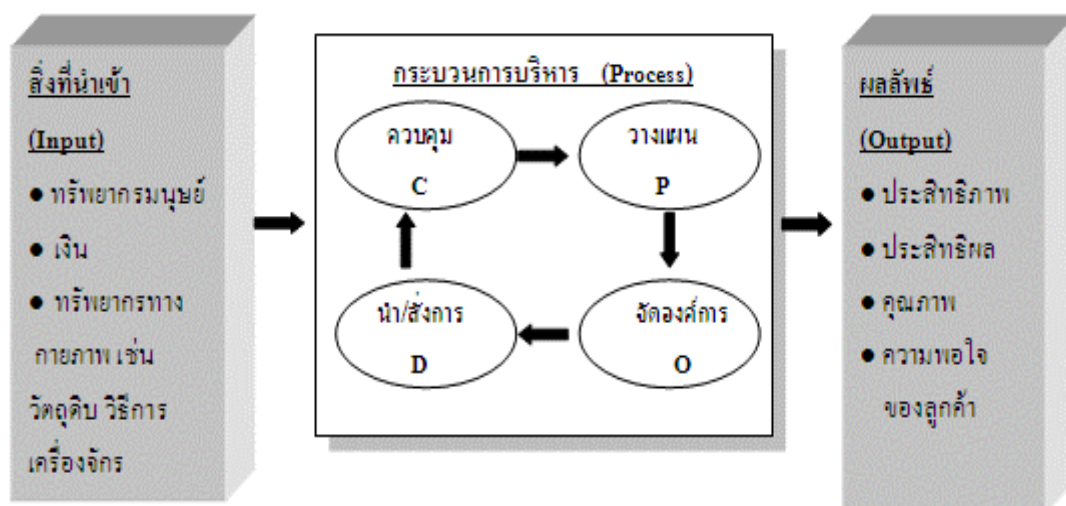 สิ่งที่นำเข้า
(Input)
● ทรัพยากรมนุษย์
● เงิน
● ทรัพยากรทาง
กายภาพ เช่น
วัตถุดิบ วิธีการ
เครื่องจักร
กระบวนการบริหาร (Process)
ควบคุม
C
วางแผน
P
นำ/สั่งการ
D
จัดองค์การ
O
ผลลัพธ์
(Output)
● ประสิทธิภาพ
● ประสิทธิผล
● คุณภาพ
● ความพอใจ
ของลูกค้า